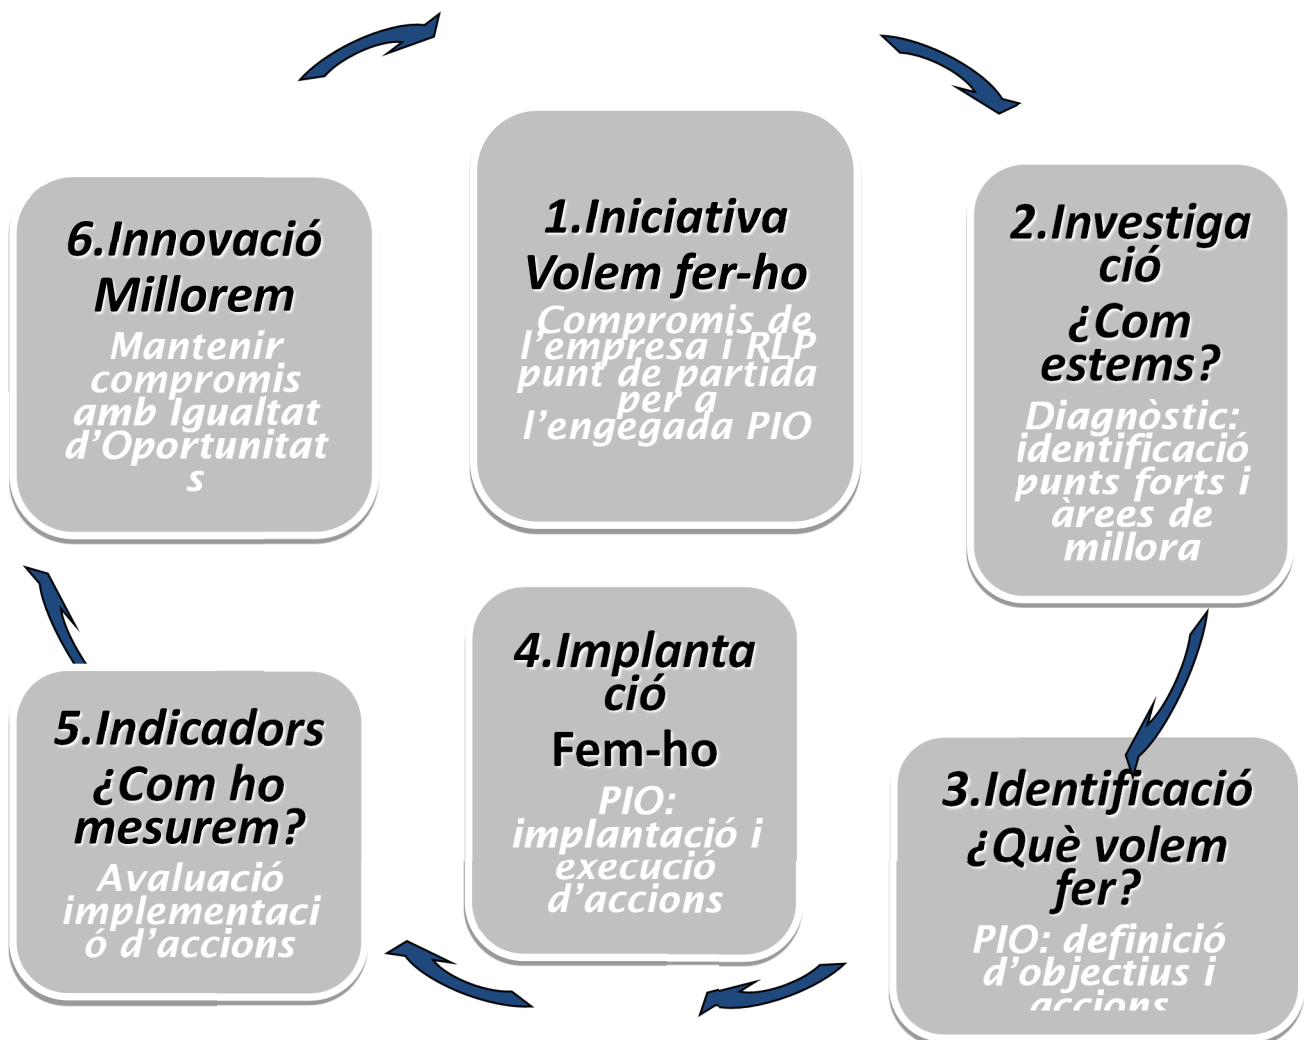 1.Iniciativa
Volem fer-ho
Compromis de
l'empresa i RLP
punt de partida
per a
l'engegada PIO
2.Investiga
ció
¿Com
estems?
Diagnòstic:
identificació
punts forts i
àrees de
millora
3.Identificació
¿Què volem
fer?
PIO: definició
d'objectius i
accions
4.Implanta
ció
Fem-ho
PIO:
implantació i
execució
d'accions
5.Indicadors
¿Com ho
mesurem?
Avaluació
implementaci
ó d'accions
6.Innovació
Millorem
Mantenir
compromis
amb Igualtat
d'Oportunitat
s